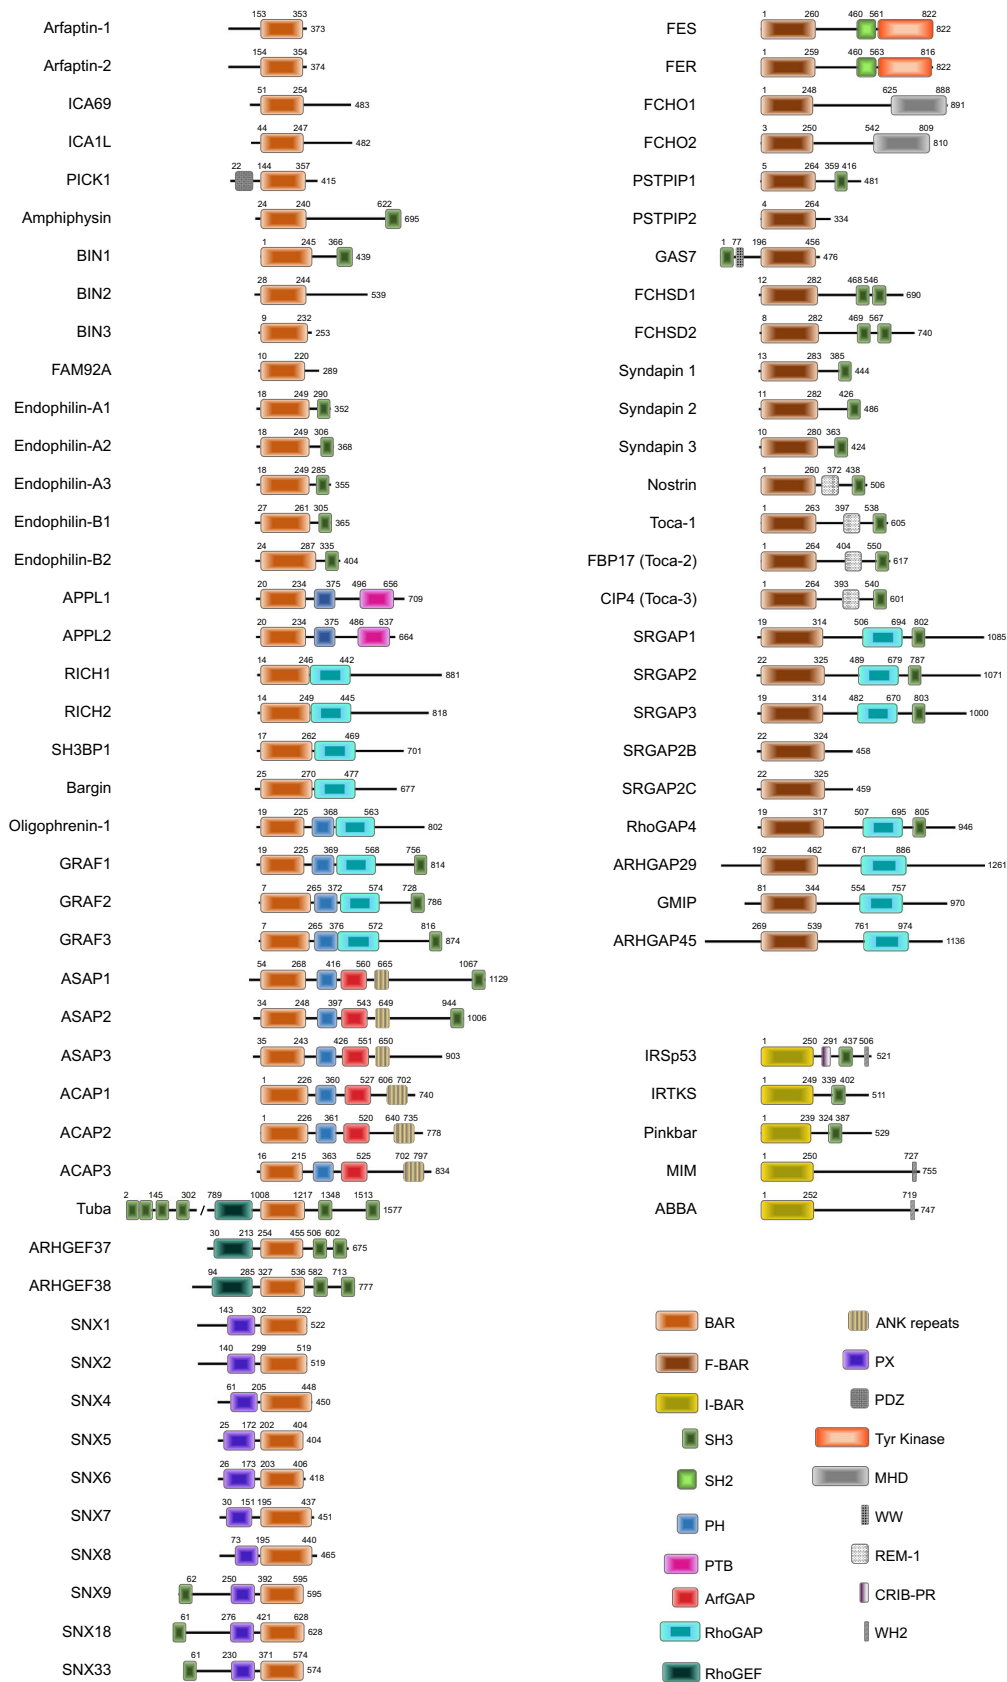 153 353
Arfaptin-1 373
154 354
Arfaptin-2 374
51 254
ICA69 483
44 247
ICA1L 482
22 144 357
PICK1 415
24 240 622
Amphiphysin 695
1 245 366
BIN1 439
28 244
BIN2 539
9 232
BIN3 253
10 220
FAM92A 289
18 249 290
Endophilin-A1 352
18 249 306
Endophilin-A2 368
18 249 285
Endophilin-A3 355
27 261 305
Endophilin-B1 365
24 287 335
Endophilin-B2 404
20 234 375 496 656
APPL1 709
20 234 375 486 637
APPL2 664
14 246 442
RICH1 881
14 249 445
RICH2 818
17 262 469
SH3BP1 701
25 270 477
Bargin 677
19 225 368 563
Oligophrenin-1 802
19 225 369 568 756
GRAF1 814
7 265 372 574 728
GRAF2 786
7 265 376 572 816
GRAF3 874
54 268 416 560 665 1067
ASAP1 1129
34 248 397 543 649 944
ASAP2 1006
35 243 426 551 650
ASAP3 903
1 226 360 527 606 702
ACAP1 740
1 226 361 520 640 735
ACAP2 778
16 215 363 525 702 797
ACAP3 834
2 145 302 789 1008 1217 1348 1513
Tuba / 1577
30 213 254 455 506 602
ARHGEF37 675
94 285 327 536 582 713
ARHGEF38 777
143 302 522
SNX1 522
140 299 519
SNX2 519
61 205 448
SNX4 450
25 172 202 404
SNX5 404
26 173 203 406
SNX6 418
30 151 195 437
SNX7 451
73 195 440
SNX8 465
62 250 392 595
SNX9 595
61 276 421 628
SNX18 628
61 230 371 574
SNX33 574
1 260 460 561 822
FES 822
1 259 460 563 816
FER 822
1 248 625 888
FCHO1 891
3 250 542 809
FCHO2 810
5 264 359 416
PSTPIP1 481
4 264
PSTPIP2 334
1 77 196 456
GAS7 476
12 282 468 546
FCHSD1 690
8 282 469 567
FCHSD2 740
13 283 385
Syndapin 1 444
11 282 426
Syndapin 2 486
10 280 363
Syndapin 3 424
1 260 372 438
Nostrin 506
1 263 397 538
Toca-1 605
1 264 404 550
FBP17 (Toca-2) 617
1 264 393 540
CIP4 (Toca-3) 601
19 314 506 694 802
SRGAP1 1085
22 325 489 679 787
SRGAP2 1071
19 314 482 670 803
SRGAP3 1000
22 324
SRGAP2B 458
22 325
SRGAP2C 459
19 317 507 695 805
RhoGAP4 946
192 462 671 886
ARHGAP29 1261
81 344 554 757
GMIP 970
269 539 761 974
ARHGAP45 1136
1 250 291 437 506
IRSp53 521
1 249 339 402
IRTKS 511
1 239 324 387
Pinkbar 529
1 250 727
MIM 755
1 252 719
ABBA 747
BAR
F-BAR
I-BAR
SH3
SH2
PH
PTB
ArfGAP
RhoGAP
RhoGEF
ANK repeats
PX
PDZ
Tyr Kinase
MHD
WW
REM-1
CRIB-PR
WH2